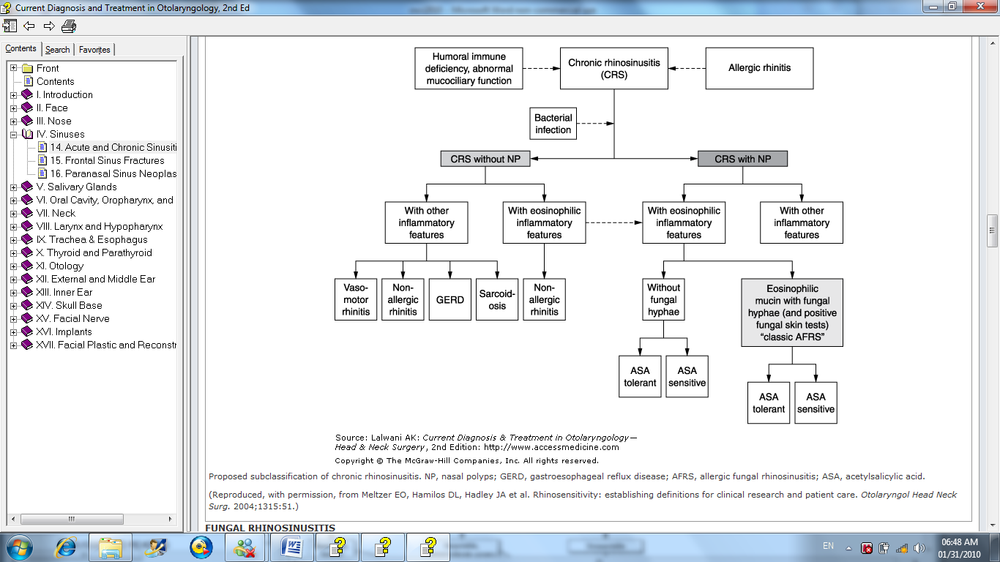 Current Diagnosis and Treatment in Otolaryngology, 2nd Ed
Contents
Search
Favorites
Front
Contents
I. Introduction
II. Face
III. Nose
IV. Sinuses
14. Acute and Chronic Sinusiti
15. Frontal Sinus Fractures
16. Paranasal Sinus Neoplas
V. Salivary Glands
VI. Oral Cavity, Oropharynx, and
VII. Neck
VIII. Larynx and Hypopharynx
IX. Trachea & Esophagus
X. Thyroid and Parathyroid
XI. Otology
XII. External and Middle Ear
XIII. Inner Ear
XIV. Skull Base
XV. Facial Nerve
XVI. Implants
XVII. Facial Plastic and Reconstr
Humoral immune
deficiency, abnormal
mucociliary function
Chronic rhinosinusitis
(CRS)
Allergic rhinitis
Bacterial
infection
CRS without NP
CRS with NP
With other
inflammatory
features
With eosinophilic
inflammatory
features
With eosinophilic
inflammatory
features
With other
inflammatory
features
Vaso-
motor
rhinitis
Non-
allergic
rhinitis
GERD
Sarcoid-
osis
Non-
allergic
rhinitis
Without
fungal
hyphae
Eosinophilic
mucin with fungal
hyphae (and positive
fungal skin tests)
“classic AFRS”
ASA
tolerant
ASA
sensitive
ASA
tolerant
ASA
sensitive
Source: Lalwani AK: Current Diagnosis & Treatment in Otolaryngology—
Head & Neck Surgery, 2nd Edition: http://www.accessmedicine.com
Copyright © The McGraw-Hill Companies, Inc. All rights reserved.
Proposed subclassification of chronic rhinosinusitis. NP, nasal polyps; GERD, gastroesophageal reflux disease; AFRS, allergic fungal rhinosinusitis; ASA, acetylsalicylic acid.
(Reproduced, with permission, from Meltzer EO, Hamilos DL, Hadley JA et al. Rhinosensitivity: establishing definitions for clinical research and patient care. Otolaryngol Head Neck
Surg. 2004;1315:51.)
FUNGAL RHINOSINUSITIS
EN
06:48 AM
01/31/2010